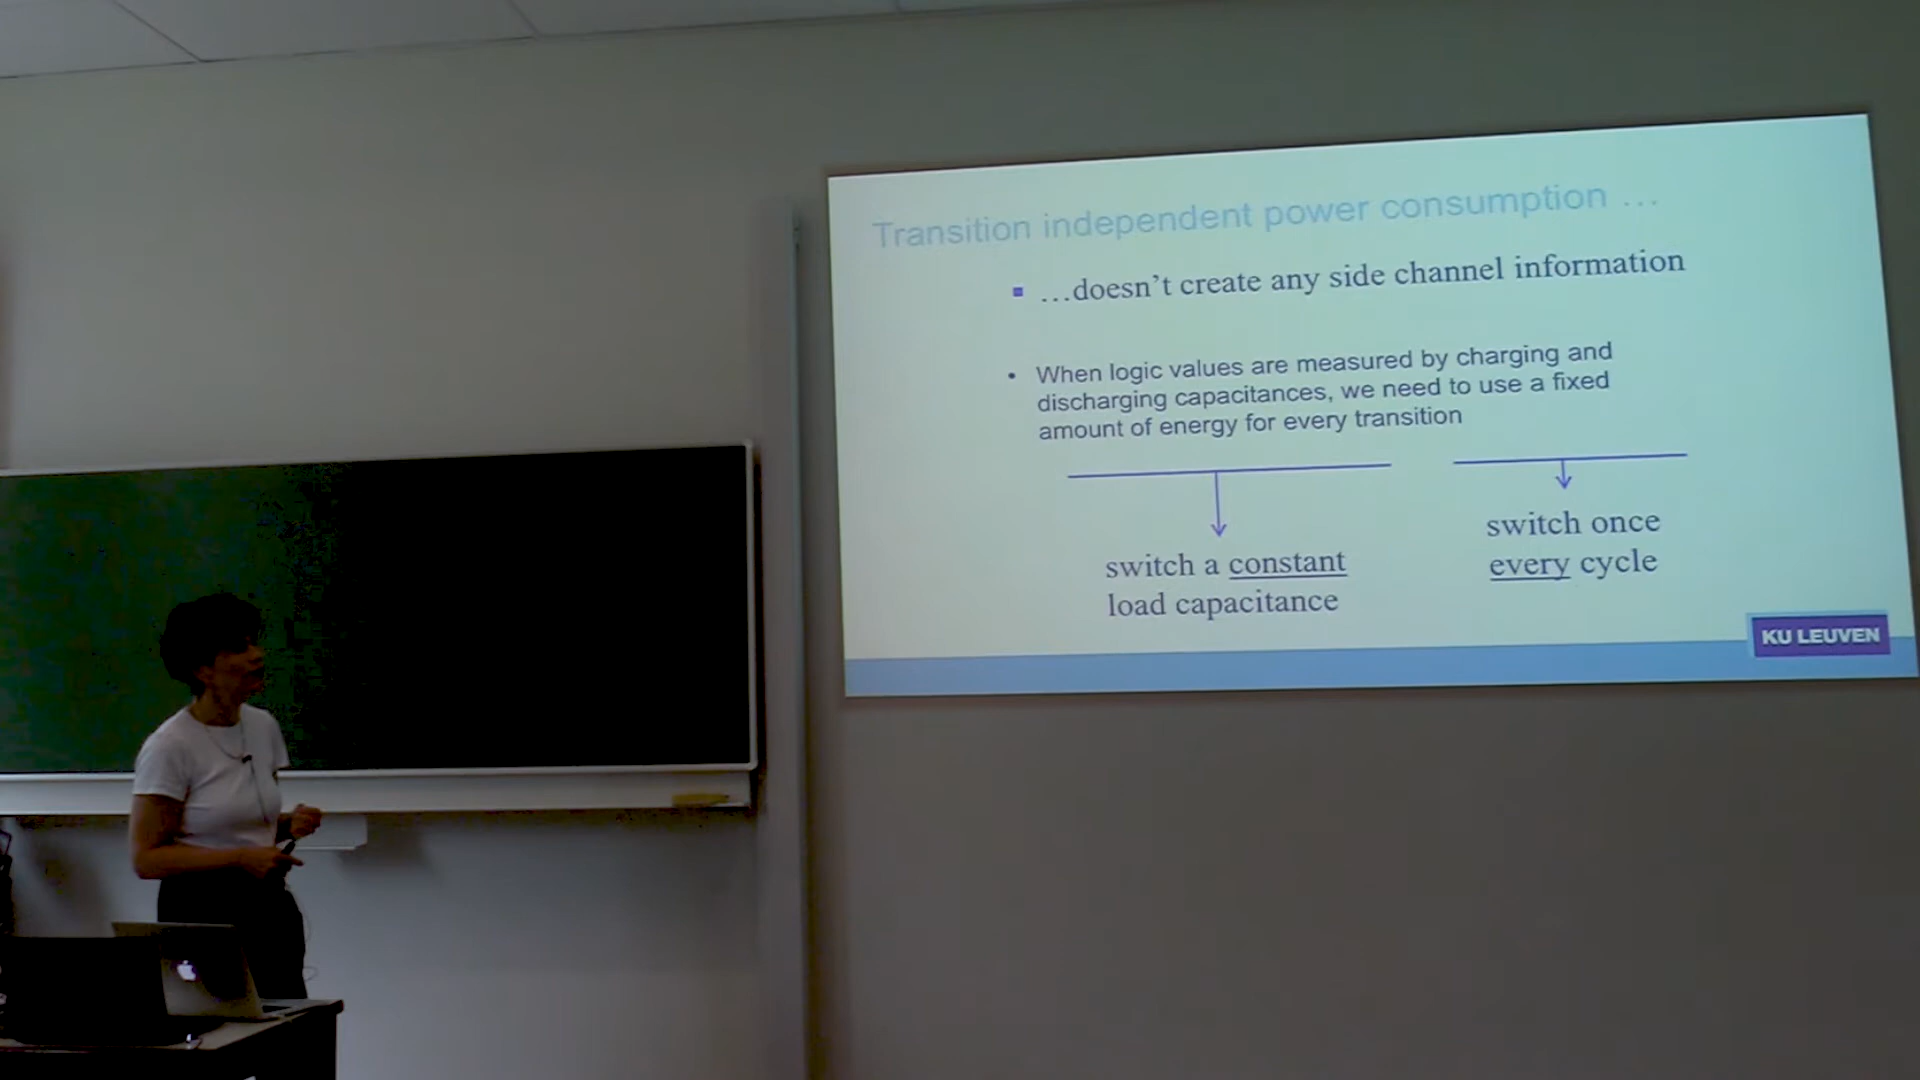 Transition independent power consumption …
▪ …doesn't create any side channel information
• When logic values are measured by charging and
discharging capacitances, we need to use a fixed
amount of energy for every transition
switch a constant
load capacitance
switch once
every cycle
KU LEUVEN